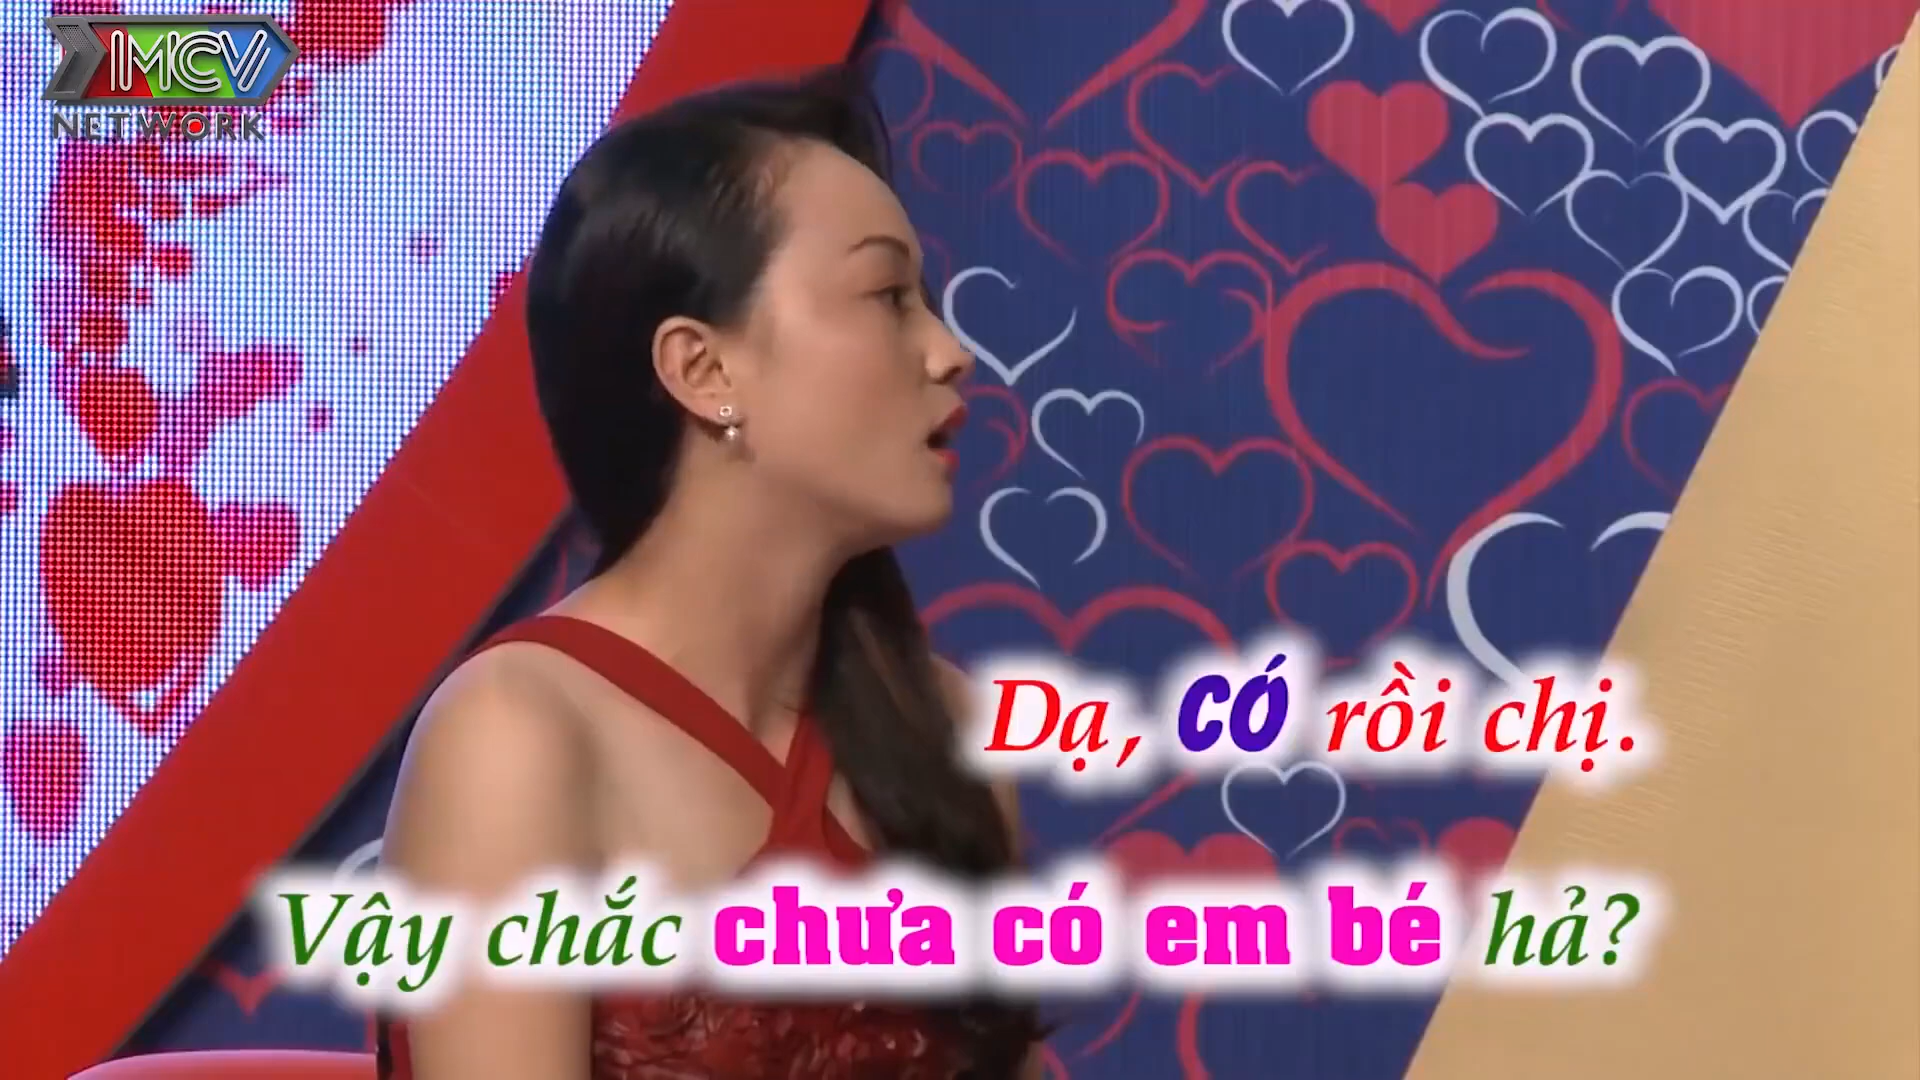 MCV
NETWORK
Dạ, CÓ rồi chị.
Vậy chắc chưa có em bé hả?